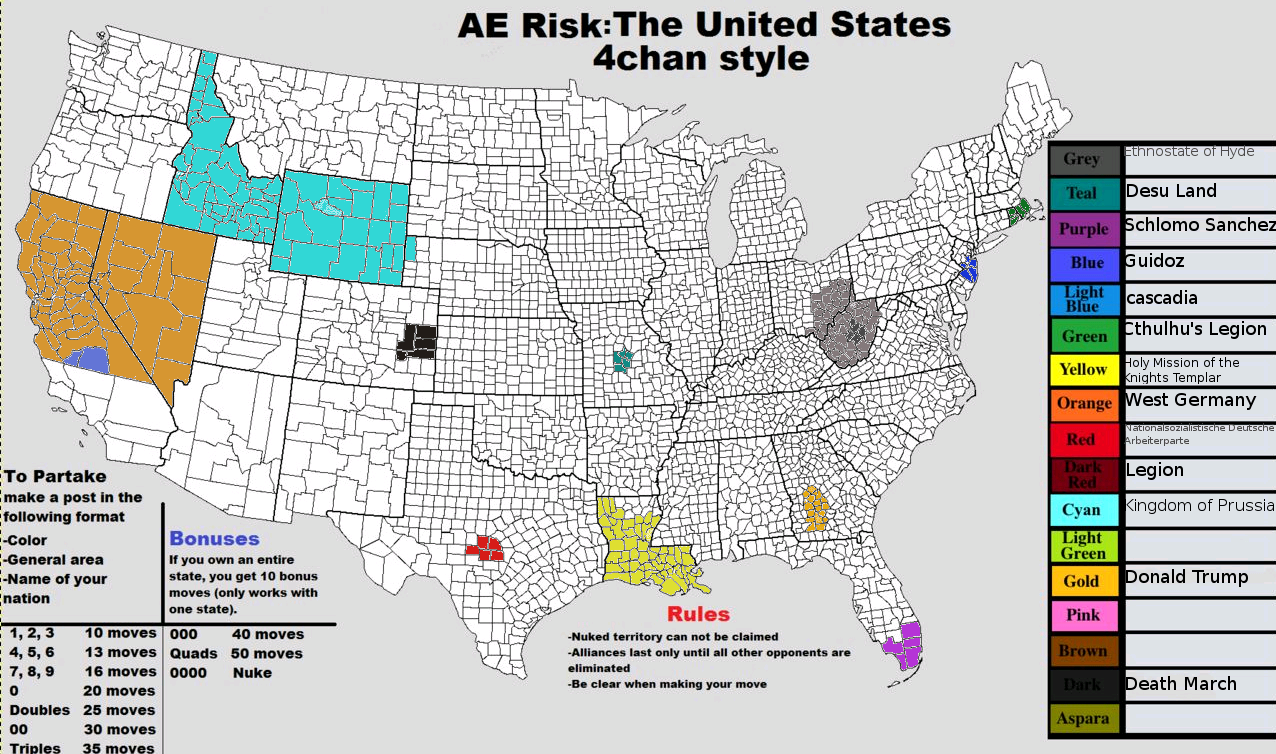 AE Risk:The United States
4chan style
Grey Ethnostate of Hyde
Teal Desu Land
Purple Schlomo Sanchez
Blue Guidoz
Light
Blue cascadia
Green Cthulhu's Legion
Yellow Holy Mission of the
Knights Templar
Orange West Germany
Red Nationalsozialistische Deutsche
Arbeiterparte
Dark
Red Legion
Cyan Kingdom of Prussia
Light
Green
Gold Donald Trump
Pink
Brown
Dark Death March
Aspara
To Partake
make a post in the
following format
-Color
-General area
-Name of your
nation
Bonuses
If you own an entire
state, you get 10 bonus
moves (only works with
one state).
1, 2, 3 10 moves
4, 5, 6 13 moves
7, 8, 9 16 moves
0 20 moves
Doubles 25 moves
00 30 moves
Triples 35 moves
000 40 moves
Quads 50 moves
0000 Nuke
Rules
-Nuked territory can not be claimed
-Alliances last only until all other opponents are
eliminated
-Be clear when making your move